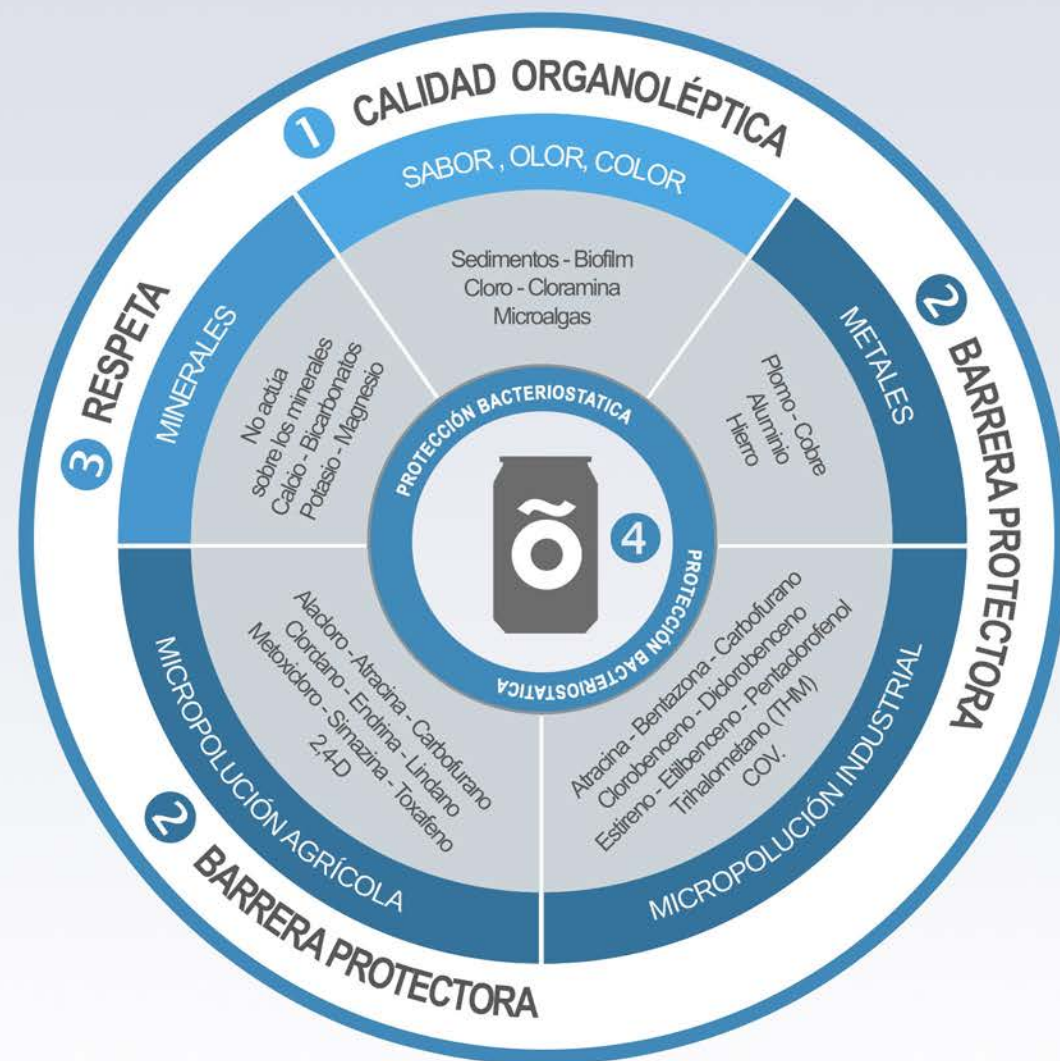 1 CALIDAD ORGANOLÉPTICA
SABOR , OLOR, COLOR
Sedimentos - Biofilm
Cloro - Cloramina
Microalgas
2 BARRERA PROTECTORA
METALES
Plomo - Cobre
Aluminio
Hierro
MICROPOLUCIÓN INDUSTRIAL
Atracina - Bentazona - Carbofurano
Clorobenceno - Diclorobenceno
Estireno - Etilbenceno - Pentaclorofenol
Trihalometano (THM)
COV.
2 BARRERA PROTECTORA
MICROPOLUCIÓN AGRÍCOLA
Alacloro - Atracina - Carbofurano
Clordano - Endrina - Lindano
Metoxidoro - Simazina - Toxafeno
2,4-D
3 RESPETA
MINERALES
No actúa
sobre los minerales
Calcio - Bicarbonatos
Potasio - Magnesio
PROTECCIÓN BACTERIOSTATICA
PROTECCIÓN BACTERIOSTATICA
õ
4